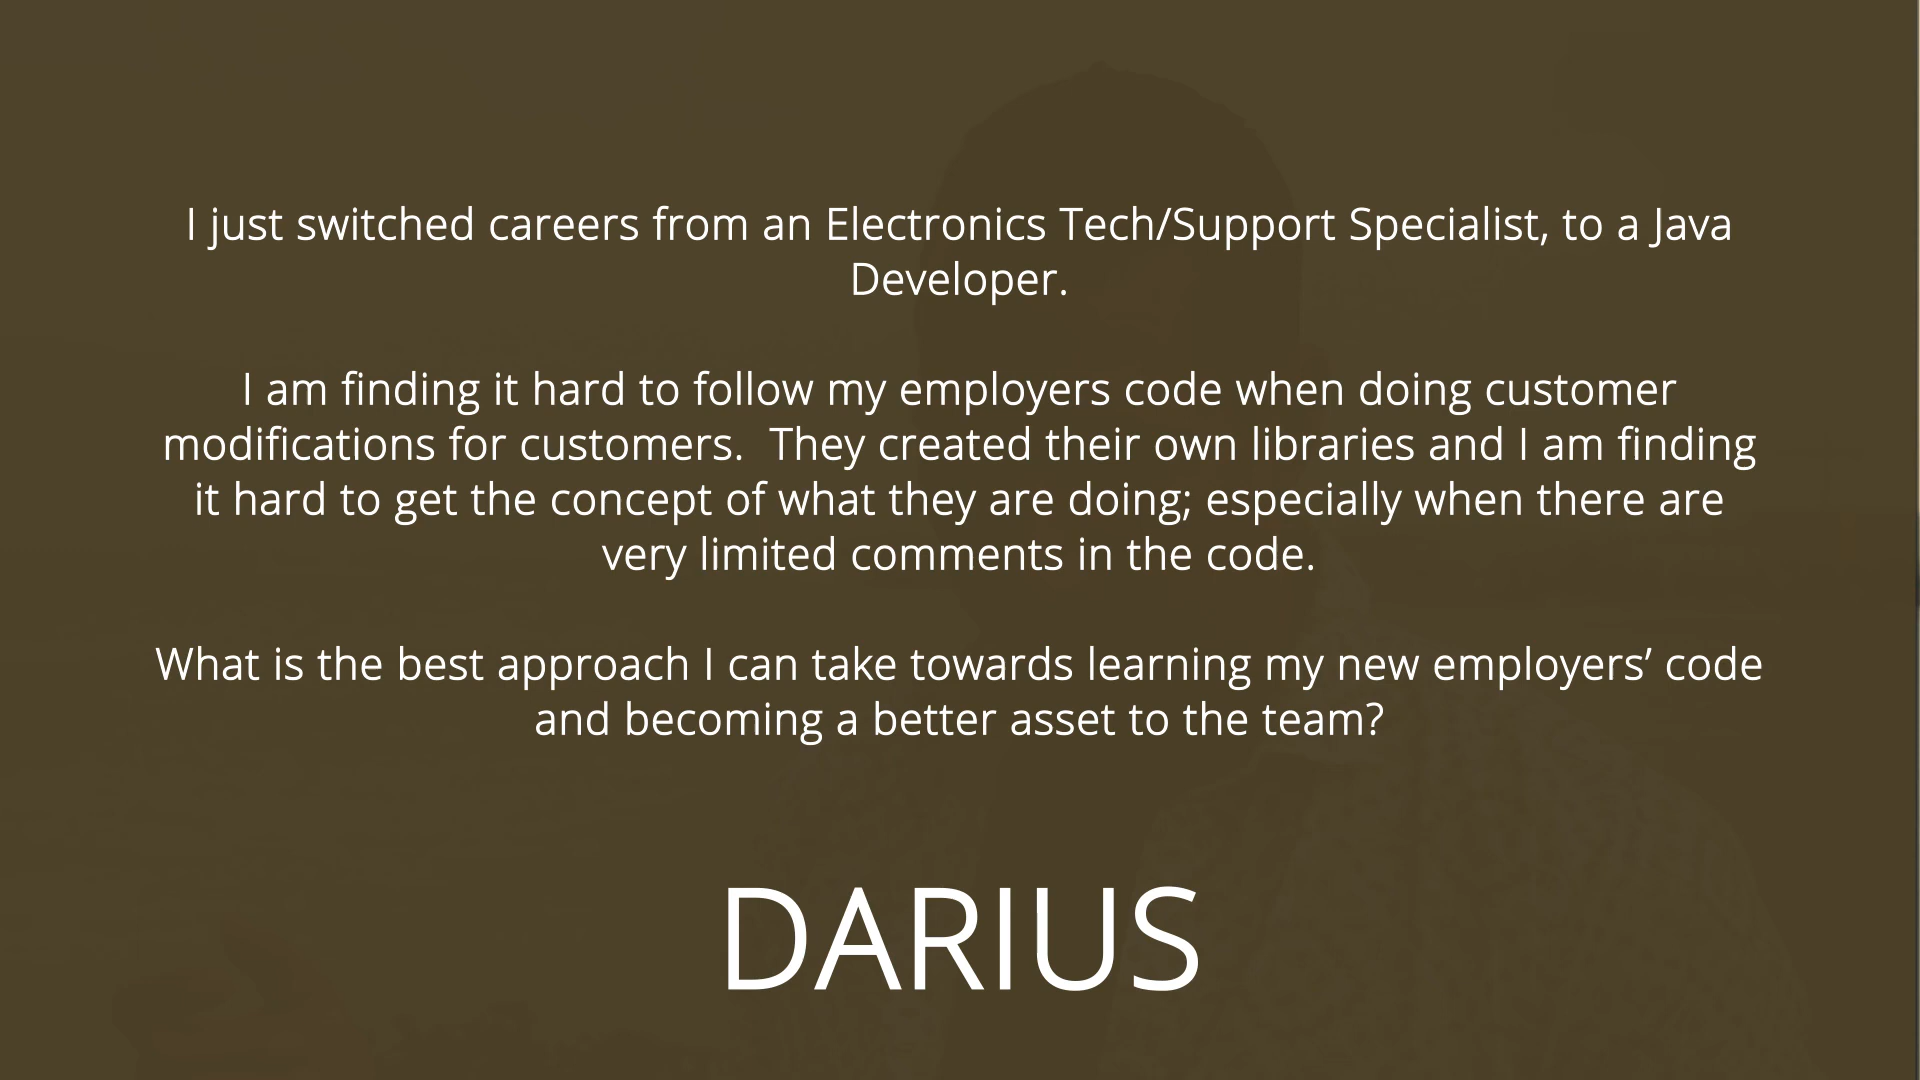 I just switched careers from an Electronics Tech/Support Specialist, to a Java
Developer.
I am finding it hard to follow my employers code when doing customer
modifications for customers.  They created their own libraries and I am finding
it hard to get the concept of what they are doing; especially when there are
very limited comments in the code.
What is the best approach I can take towards learning my new employers’ code
and becoming a better asset to the team?
DARIUS